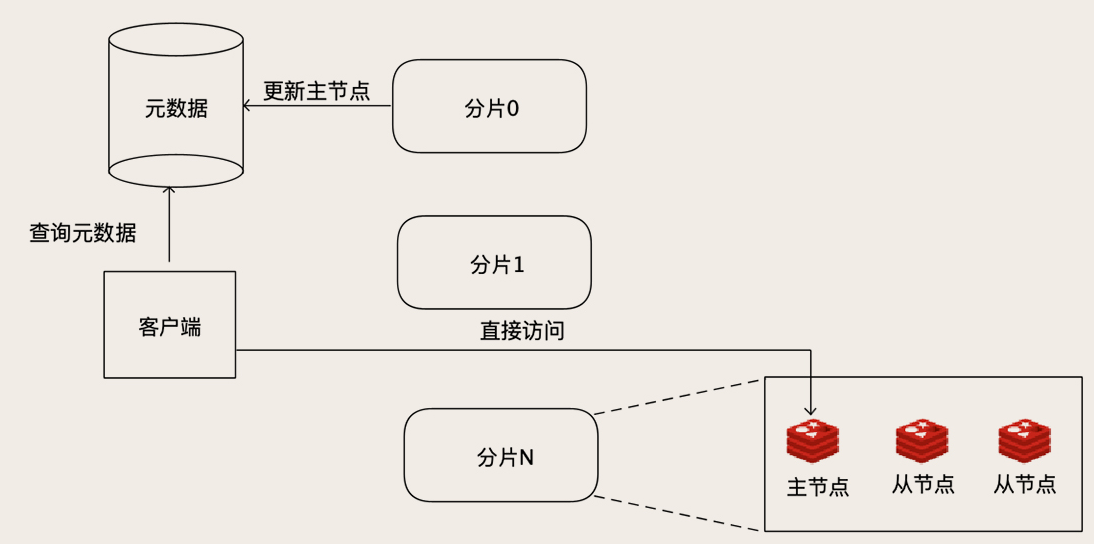 元数据
更新主节点
分片0
查询元数据
分片1
客户端
直接访问
分片N
主节点
从节点
从节点